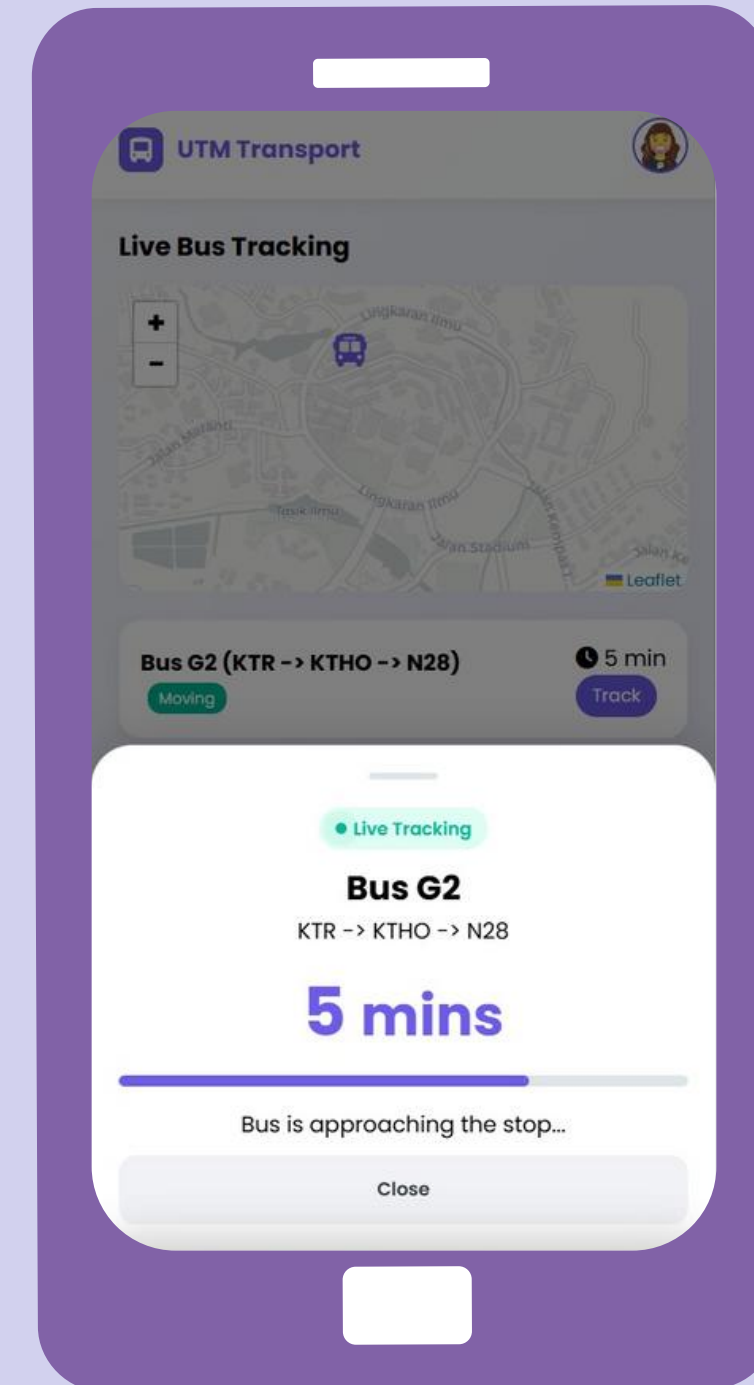 UTM Transport
Live Bus Tracking
+
Lingkaran Ilmu
-
Jalan Meranti
Lingkaran Ilmu
Tasik Ilmu
Jalan Stadium
Leaflet
Bus G2 (KTR -> KTHO -> N28)
5 min
Moving
Track
Live Tracking
Bus G2
KTR -> KTHO -> N28
5 mins
Bus is approaching the stop...
Close